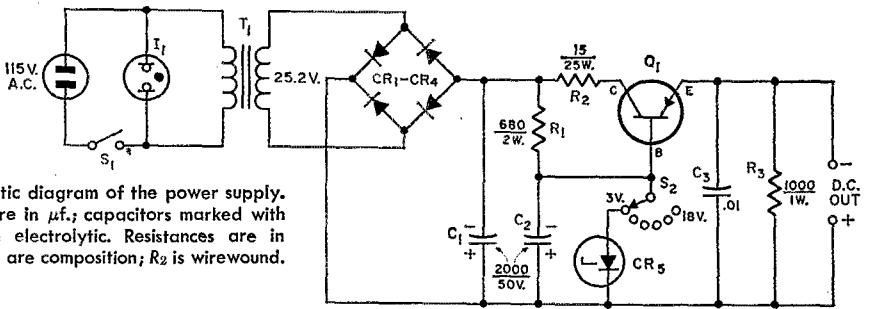 115V.
A.C.
I1
S1
T1
25.2V.
CR1-CR4
15
25W.
R2
Q1
C
E
B
680
2W.
R1
S2
3V.
18V.
C1
C2
2000
50V.
CR5
C3
.01
R3
1000
1W.
D.C.
OUT
-
+
tic diagram of the power supply.
re in μf.; capacitors marked with
electrolytic. Resistances are in
are composition; R2 is wirewound.